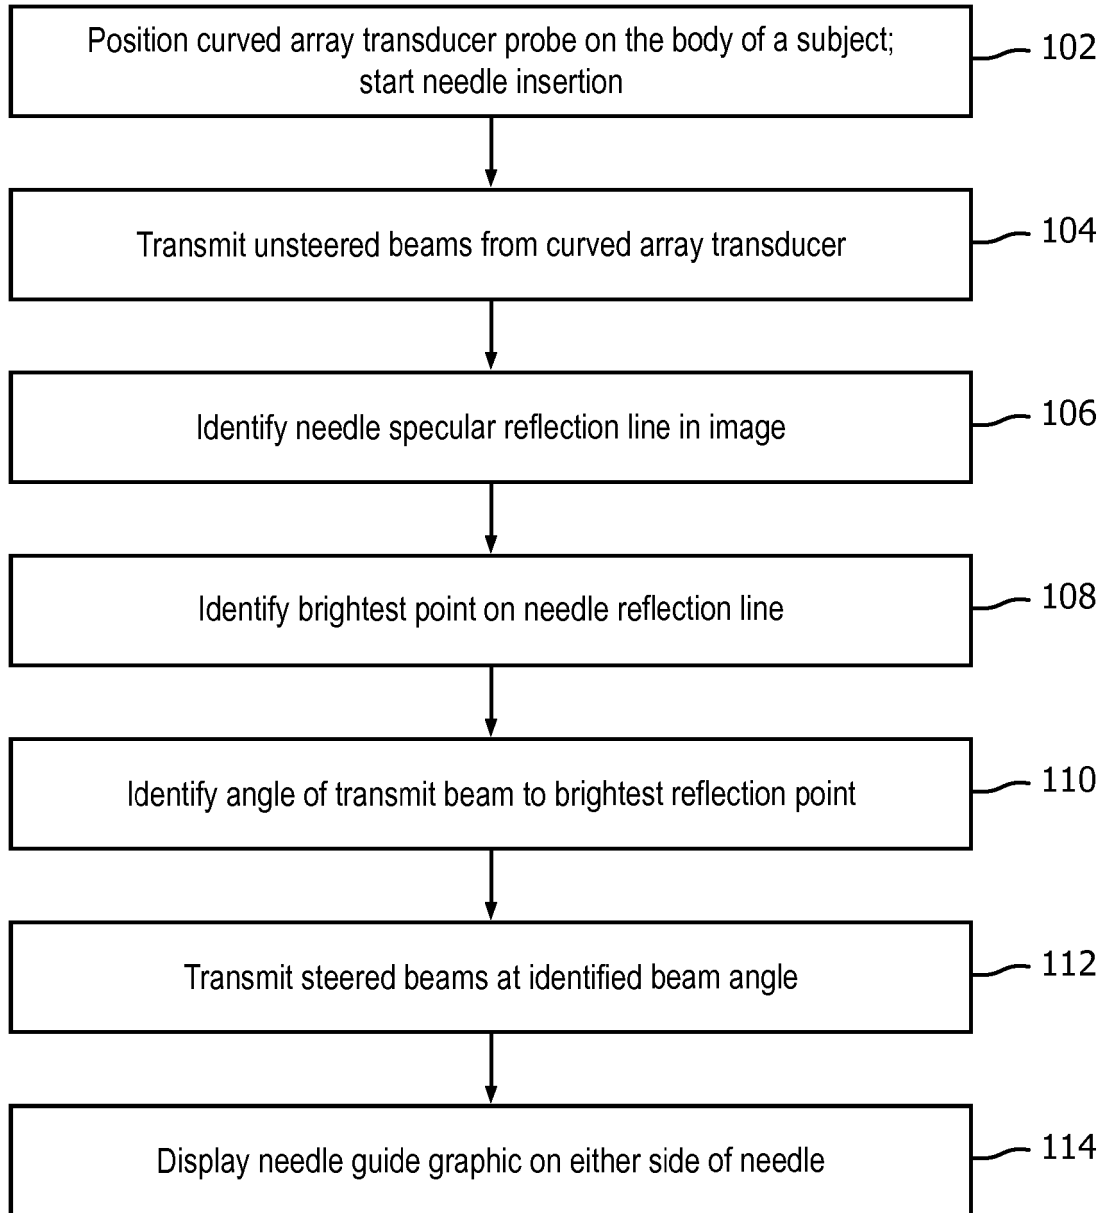 Position curved array transducer probe on the body of a subject;
start needle insertion
102
Transmit unsteered beams from curved array transducer
104
Identify needle specular reflection line in image
106
Identify brightest point on needle reflection line
108
Identify angle of transmit beam to brightest reflection point
110
Transmit steered beams at identified beam angle
112
Display needle guide graphic on either side of needle
114